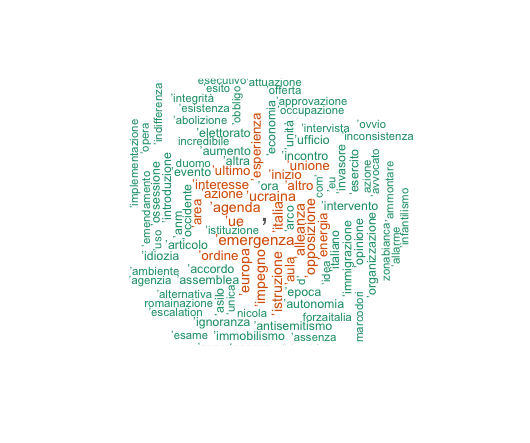 esecutivo 'attuazione
'esito 'offerta
'integrità 'approvazione
'esistenza 'occupazione
'abolizione 'obbligo 'economia
'indifferenza
'implementazione
'opera
'elettorato 'esperienza 'unità 'intervista 'ovvio
incredibile 'ufficio 'inconsistenza
'aumento
duomo 'altra 'incontro
'evento 'ultimo 'inizio 'unione
'emendamento 'ossessione 'introduzione
'interesse 'ora 'altro
'com 'eu 'invasore 'esercito 'azione avvocato
'azione 'ucraina
'uso 'anm 'occidente 'area
'agenda , 'italia 'arco 'alleanza 'opposizione
'intervento
'ue
'istituzione
'articolo 'emergenza
'energia 'idea 'italiano 'immigrazione 'opinione 'organizzazione zonabianca 'allarme 'ammontare 'infantilismo
'idiozia 'ordine
'europa 'impegno 'istruzione 'aula
'ambiente 'accordo
'agenzia 'assemblea d'
'alternativa 'asilo 'unica 'epoca
romainazione 'autonomia
'escalation nicola forzaitalia marcodori
'ignoranza 'antisemitismo
'esame 'immobilismo 'assenza